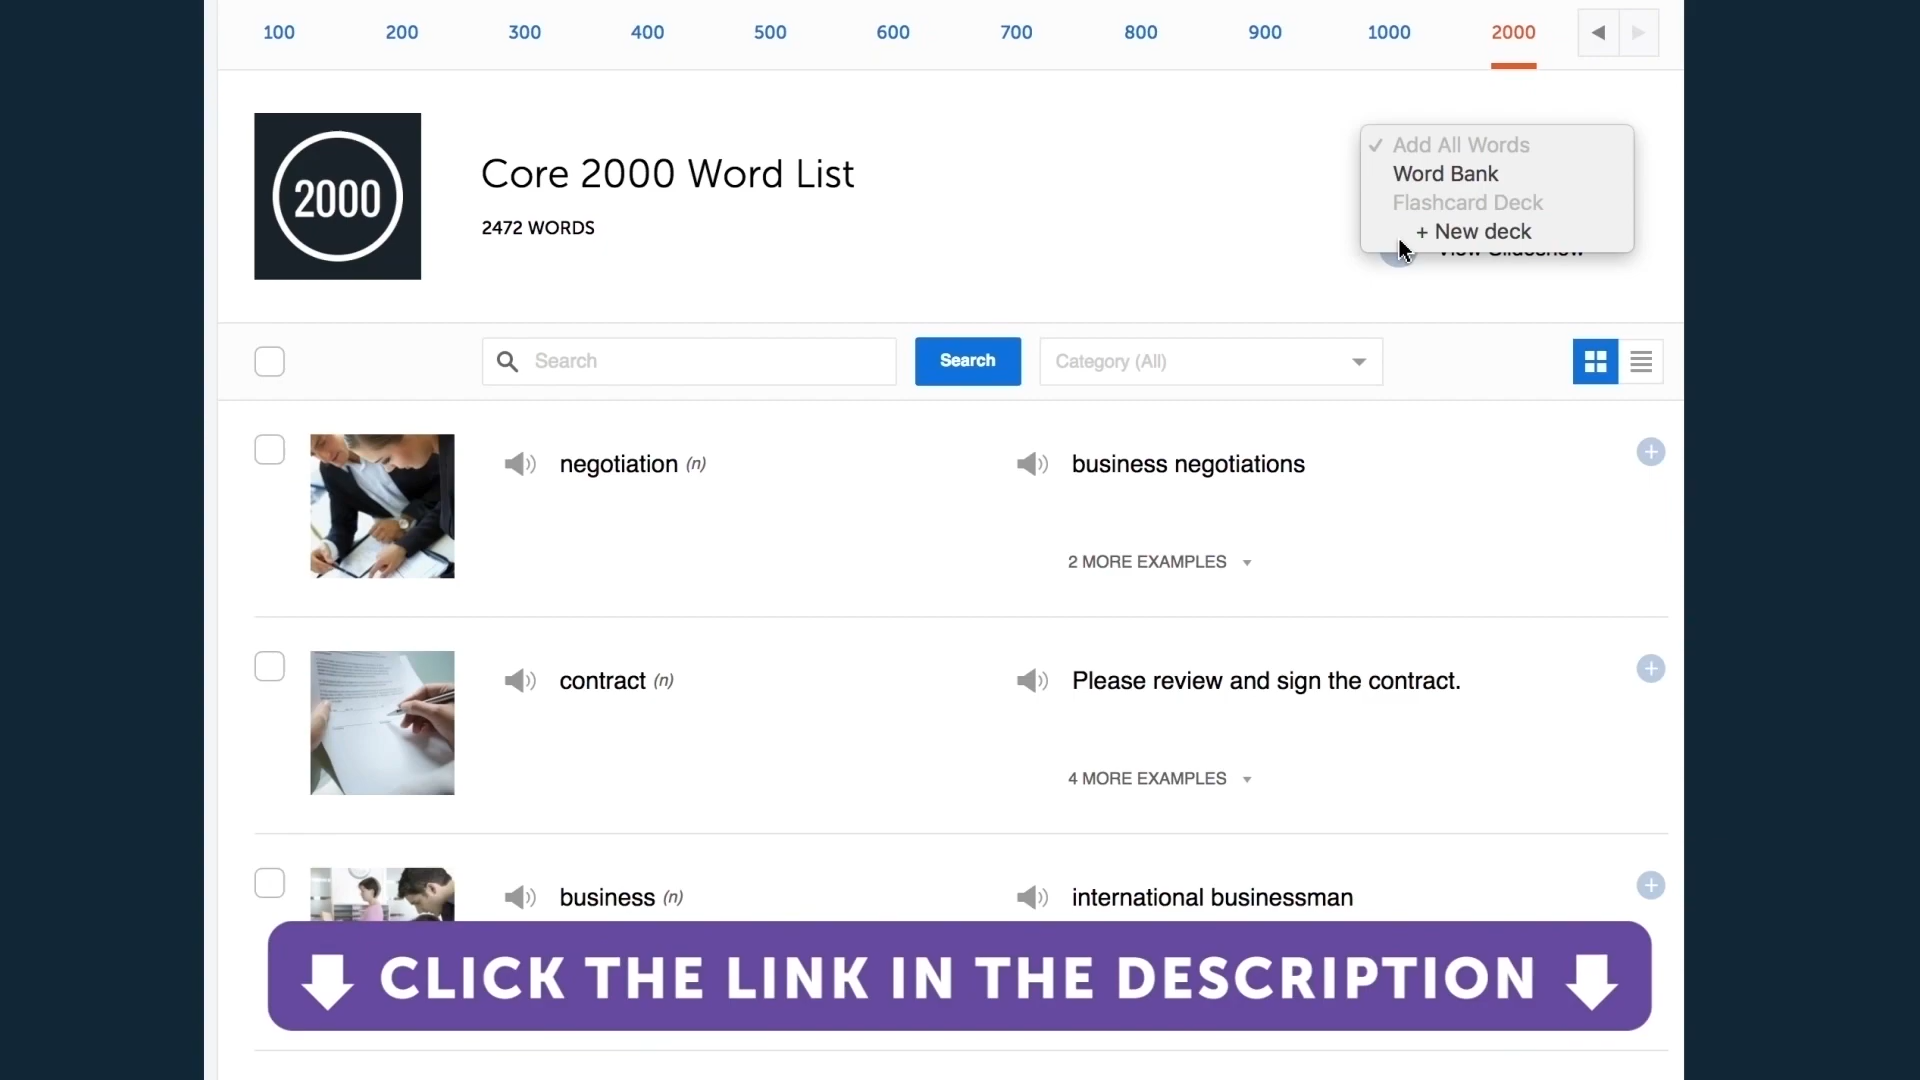 100 200 300 400 500 600 700 800 900 1000 2000
2000
Core 2000 Word List
2472 WORDS
Add All Words
Word Bank
Flashcard Deck
+ New deck
View Slideshow
Search
Search
Category (All)
negotiation (n)
business negotiations
2 MORE EXAMPLES
contract (n)
Please review and sign the contract.
4 MORE EXAMPLES
business (n)
international businessman
CLICK THE LINK IN THE DESCRIPTION